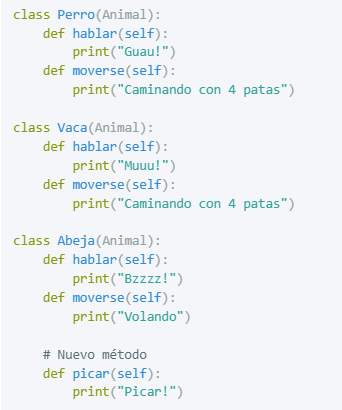 class Perro(Animal):
    def hablar(self):
        print("Guau!")
    def moverse(self):
        print("Caminando con 4 patas")

class Vaca(Animal):
    def hablar(self):
        print("Muuu!")
    def moverse(self):
        print("Caminando con 4 patas")

class Abeja(Animal):
    def hablar(self):
        print("Bzzzz!")
    def moverse(self):
        print("Volando")

    # Nuevo método
    def picar(self):
        print("Picar!")